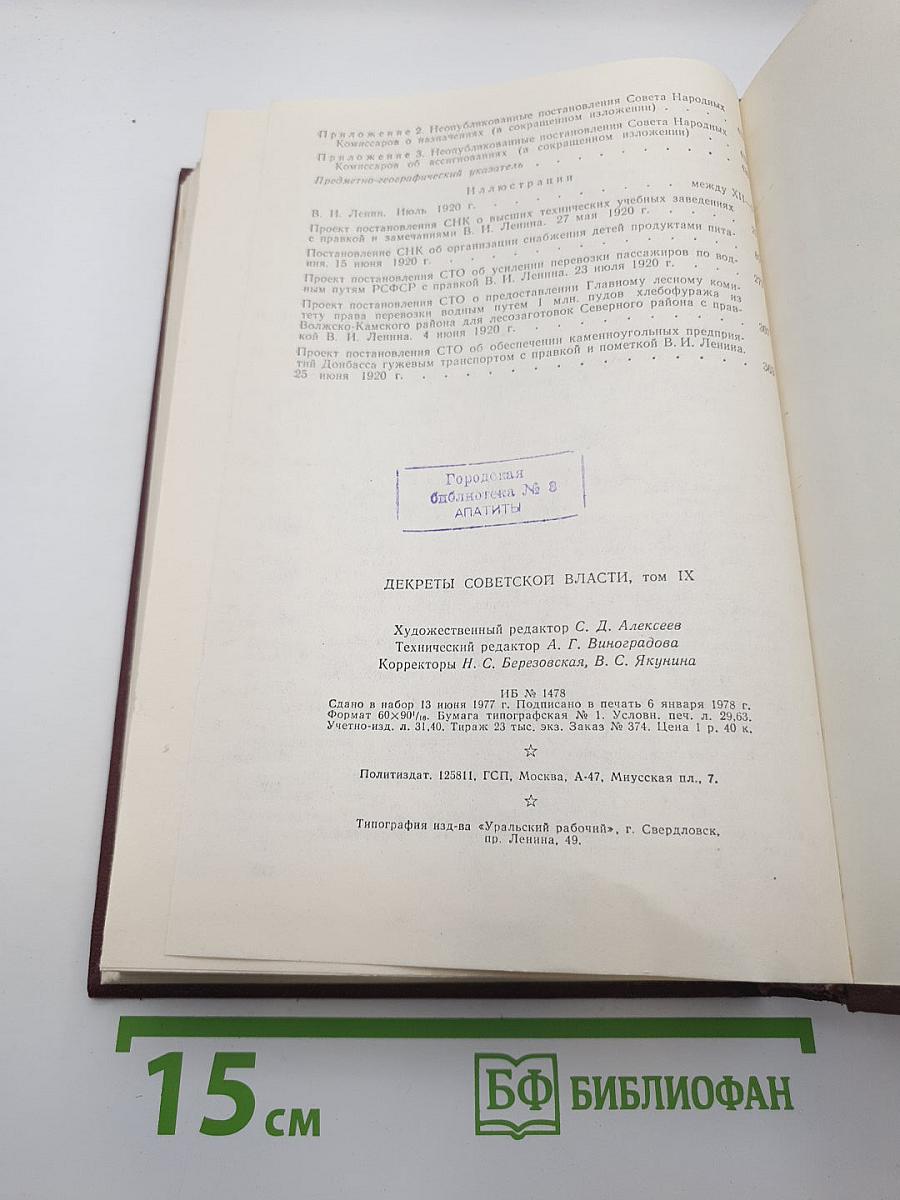 Приложение 2. Неопубликованные постановления Совета Народных
Комиссаров о назначениях (в сокращенном изложении) . . . .
Приложение 3. Неопубликованные постановления Совета Народных
Комиссаров об ассигнованиях (в сокращенном изложении) . .
Предметно-географический указатель . . . . . . . . .
Иллюстрации
В. И. Ленин. Июль 1920 г. . . . . . . . . . между XII—
Проект постановления СНК о высших технических учебных заведениях
с правкой и замечаниями В. И. Ленина. 27 мая 1920 г. . . . . .
Постановление СНК об организации снабжения детей продуктами пита-
ния. 15 июня 1920 г. . . . . . . . . . . . . . .
Проект постановления СТО об усилении перевозки пассажиров по вод-
ным путям РСФСР с правкой В. И. Ленина. 23 июля 1920 г. . . . .
Проект постановления СТО о предоставлении Главному лесному коми-
тету права перевозки водным путем 1 млн. пудов хлебофуража из
Волжско-Камского района для лесозаготовок Северного района с прав-
кой В. И. Ленина. 4 июня 1920 г. . . . . . . . . . .
Проект постановления СТО об обеспечении каменноугольных предприя-
тий Донбасса гужевым транспортом с правкой и пометкой В. И. Ленина.
25 июня 1920 г. . . . . . . . . . . . . . . . .
Городская
библиотека № 3
АПАТИТЫ
ДЕКРЕТЫ СОВЕТСКОЙ ВЛАСТИ, том IX
Художественный редактор С. Д. Алексеев
Технический редактор А. Г. Виноградова
Корректоры Н. С. Березовская, В. С. Якунина
ИБ № 1478
Сдано в набор 13 июня 1977 г. Подписано в печать 6 января 1978 г.
Формат 60×90¹/₁₆. Бумага типографская № 1. Условн. печ. л. 29,63.
Учетно-изд. л. 31,40. Тираж 23 тыс. экз. Заказ № 374. Цена 1 р. 40 к.
☆
Политиздат. 125811, ГСП, Москва, А-47, Миусская пл., 7.
☆
Типография изд-ва «Уральский рабочий», г. Свердловск,
пр. Ленина, 49.
15 см
БФ БИБЛИОФАН